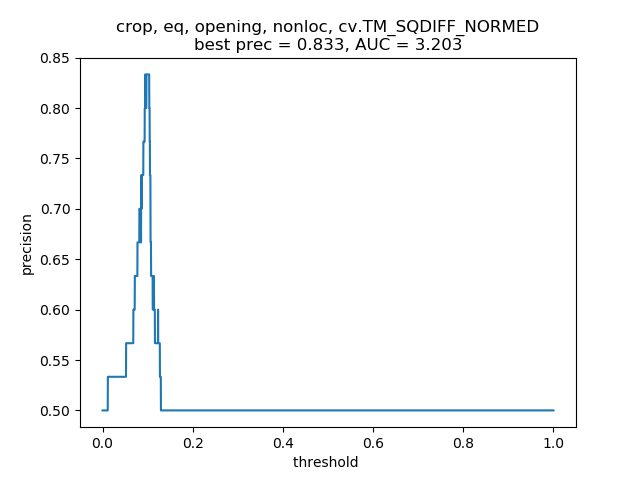 crop, eq, opening, nonloc, cv.TM_SQDIFF_NORMED
best prec = 0.833, AUC = 3.203
0.85
0.80
0.75
0.70
0.65
0.60
0.55
0.50
precision
0.0 0.2 0.4 0.6 0.8 1.0
threshold